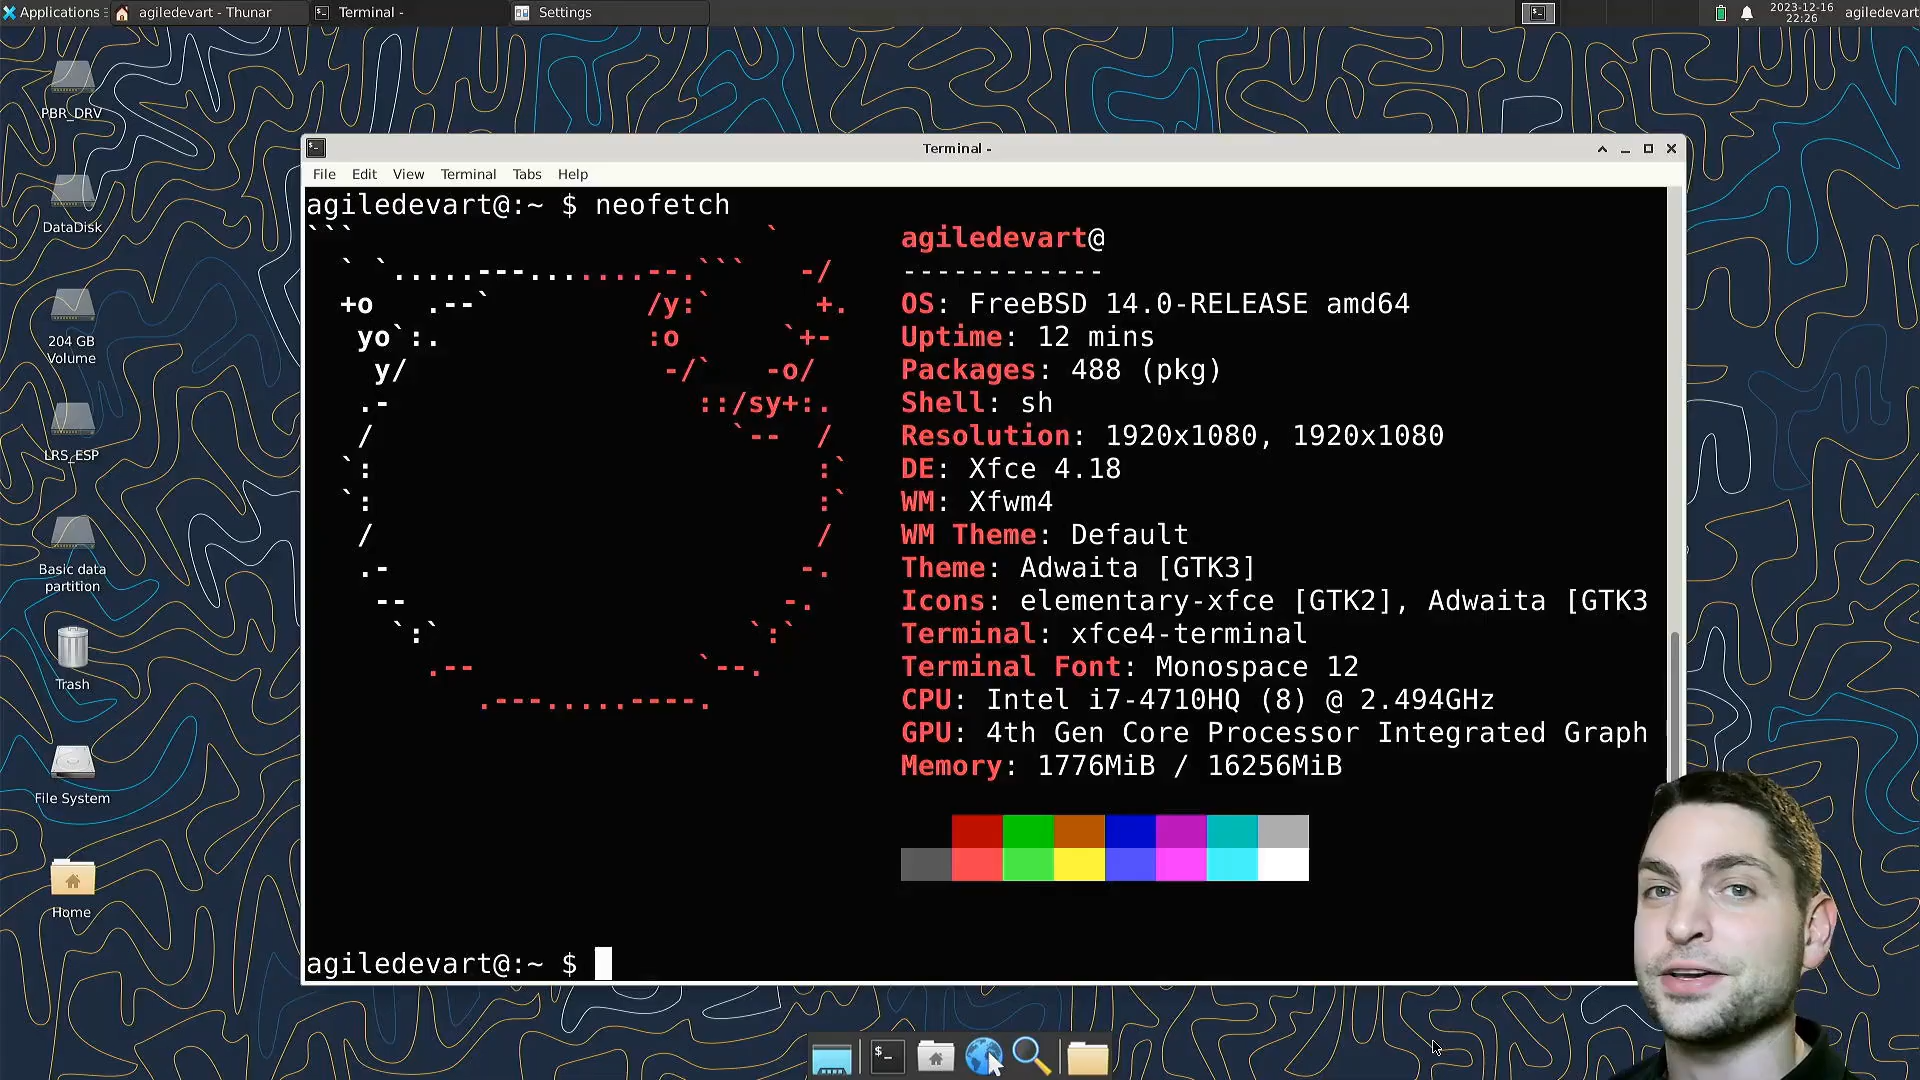 Applications
agiledevart - Thunar
Terminal -
Settings
2023-12-16
22:26
agiledevart
PBR_DRV
DataDisk
204 GB
Volume
LRS_ESP
Basic data
partition
Trash
File System
Home
Terminal -
File Edit View Terminal Tabs Help
agiledevart@:~ $ neofetch
```                        `
  ` `.....---.......--.```   -/
  +o   .--`         /y:`      +.
   yo`:.            :o      `+-
    y/               -/`   -o/
   .-                  ::/sy+:.
   /                     `--  /
  `:                          :`
  `:                          :`
   /                          /
   .-                        -.
    --                      -.
     `:`                  `:`
       .--             `--.
          .---.....----.
agiledevart@
------------
OS: FreeBSD 14.0-RELEASE amd64
Uptime: 12 mins
Packages: 488 (pkg)
Shell: sh
Resolution: 1920x1080, 1920x1080
DE: Xfce 4.18
WM: Xfwm4
WM Theme: Default
Theme: Adwaita [GTK3]
Icons: elementary-xfce [GTK2], Adwaita [GTK3
Terminal: xfce4-terminal
Terminal Font: Monospace 12
CPU: Intel i7-4710HQ (8) @ 2.494GHz
GPU: 4th Gen Core Processor Integrated Graph
Memory: 1776MiB / 16256MiB
agiledevart@:~ $